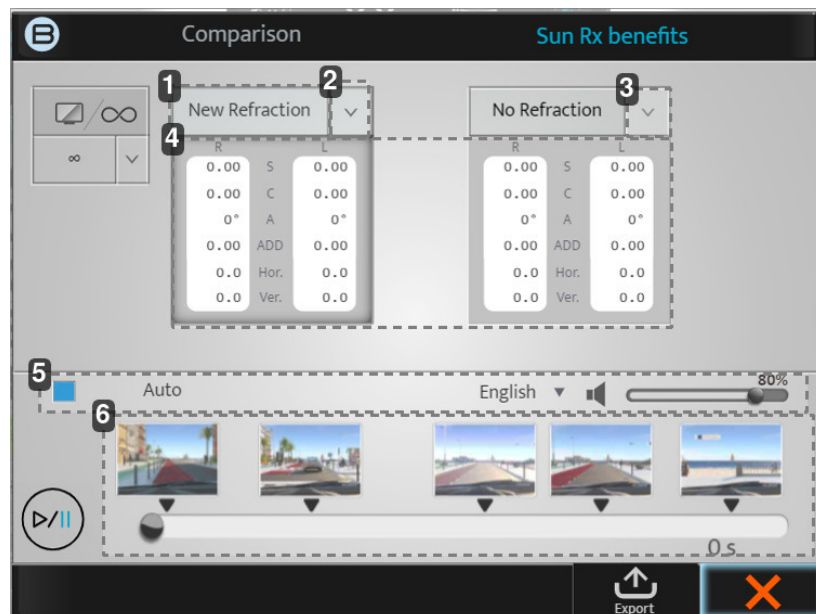 B Comparison Sun Rx benefits
1 2 3
New Refraction No Refraction
4
∞
∞
R L R L
0.00 S 0.00 0.00 S 0.00
0.00 C 0.00 0.00 C 0.00
0° A 0° 0° A 0°
0.00 ADD 0.00 0.00 ADD 0.00
0.0 Hor. 0.0 0.0 Hor. 0.0
0.0 Ver. 0.0 0.0 Ver. 0.0
5
Auto English 80%
6
0 s
Export